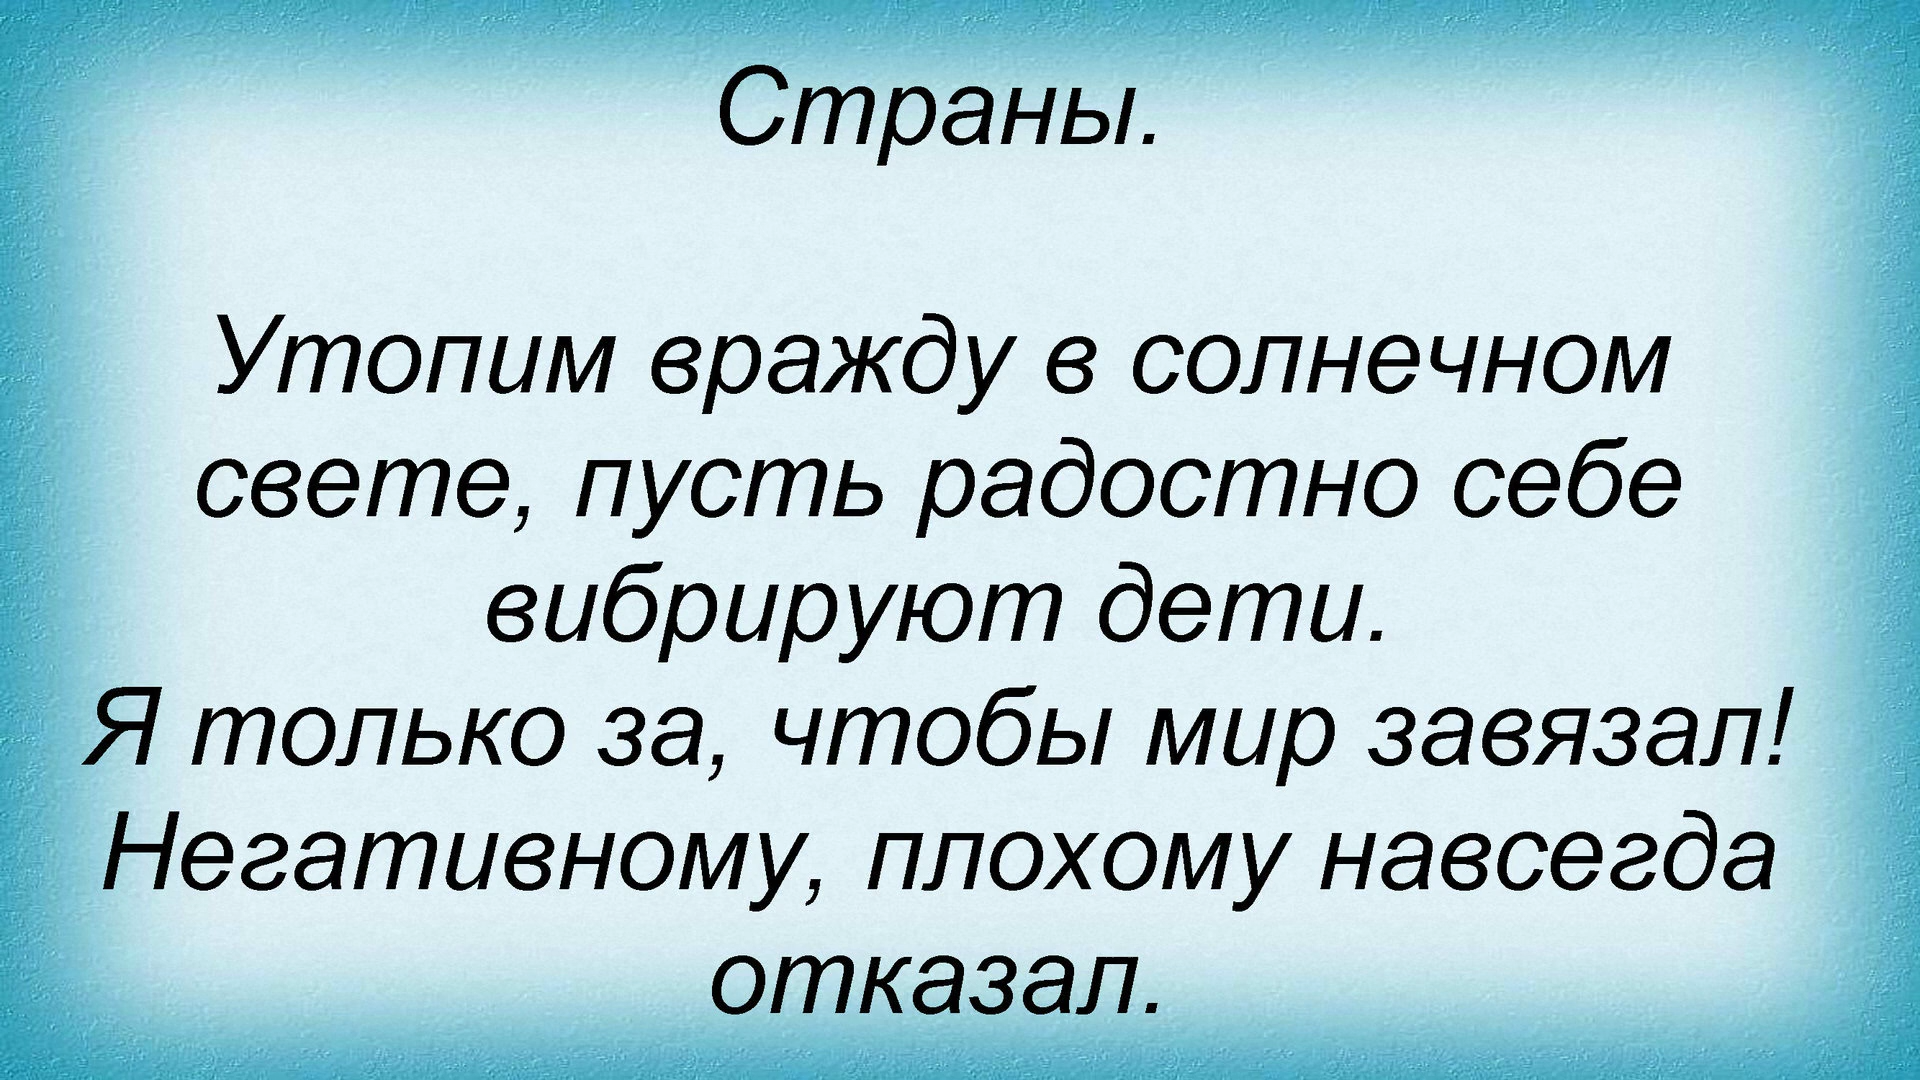 Страны.
Утопим вражду в солнечном
свете, пусть радостно себе
вибрируют дети.
Я только за, чтобы мир завязал!
Негативному, плохому навсегда
отказал.